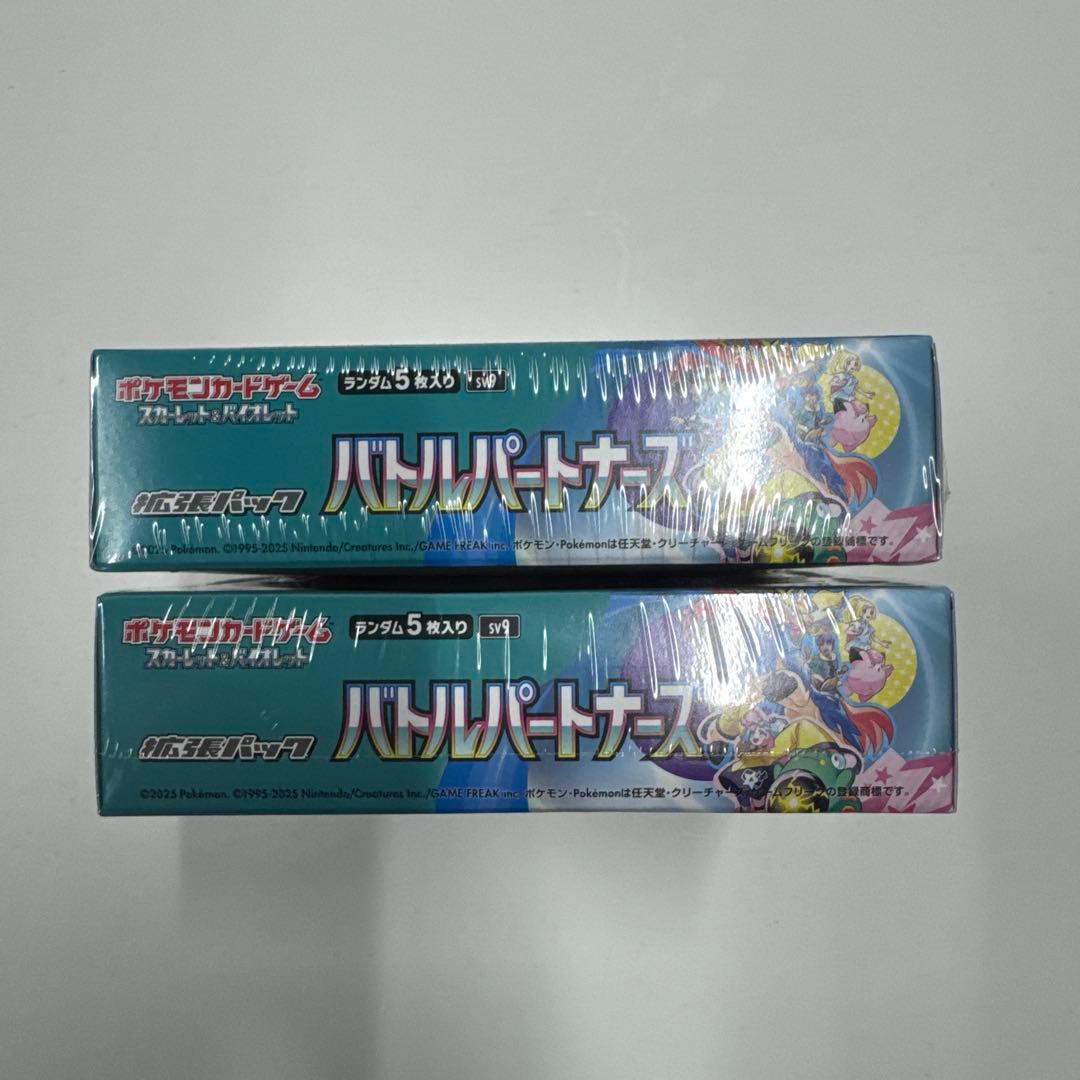 ポケモンカードゲーム
スカーレット&バイオレット
ランダム5枚入り SV9
拡張パック
バトルパートナーズ
©2025 Pokémon. ©1995-2025 Nintendo/Creatures Inc./GAME FREAK inc. ポケモン・Pokémonは任天堂・クリーチャーズ・ゲームフリークの登録商標です。
ポケモンカードゲーム
スカーレット&バイオレット
ランダム5枚入り SV9
拡張パック
バトルパートナーズ
©2025 Pokémon. ©1995-2025 Nintendo/Creatures Inc./GAME FREAK inc. ポケモン・Pokémonは任天堂・クリーチャーズ・ゲームフリークの登録商標です。